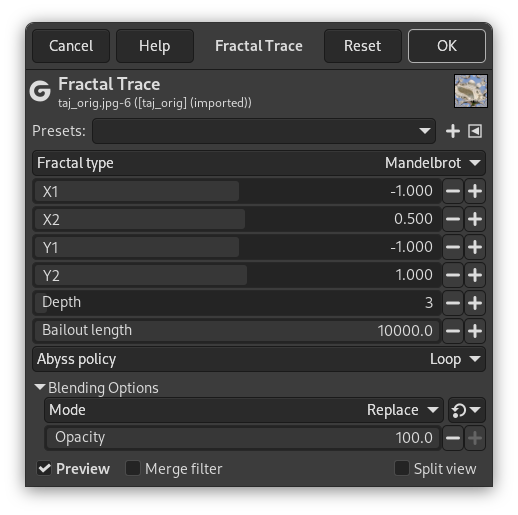 Cancel Help Fractal Trace Reset OK
Fractal Trace
taj_orig.jpg-6 ([taj_orig] (imported))
Presets:
Fractal type Mandelbrot
X1 -1.000
X2 0.500
Y1 -1.000
Y2 1.000
Depth 3
Bailout length 10000.0
Abyss policy Loop
Blending Options
Mode Replace
Opacity 100.0
Preview Merge filter Split view